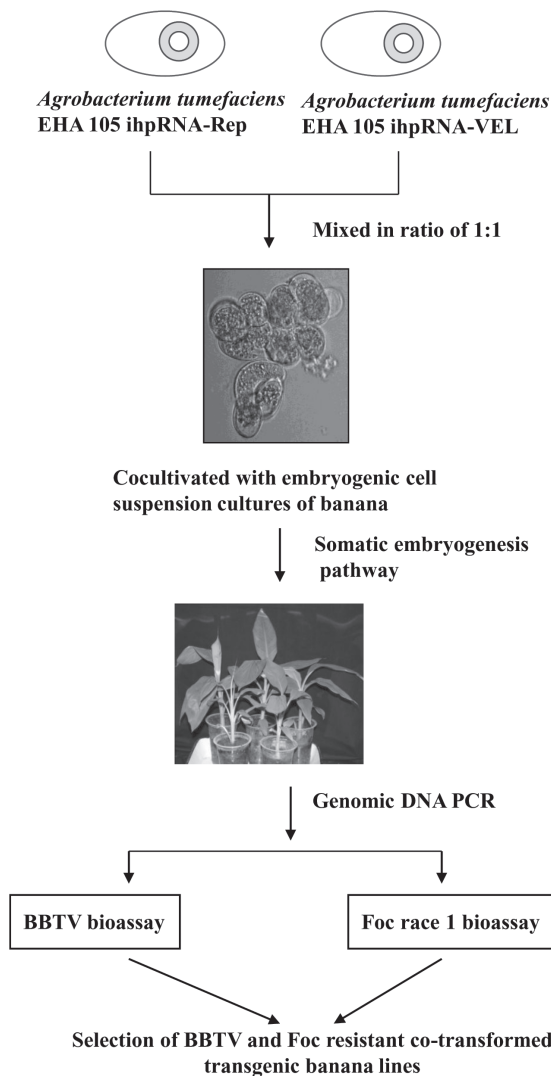 Agrobacterium tumefaciens
EHA 105 ihpRNA-Rep
Agrobacterium tumefaciens
EHA 105 ihpRNA-VEL
Mixed in ratio of 1:1
Cocultivated with embryogenic cell
suspension cultures of banana
Somatic embryogenesis
pathway
Genomic DNA PCR
BBTV bioassay
Foc race 1 bioassay
Selection of BBTV and Foc resistant co-transformed
transgenic banana lines